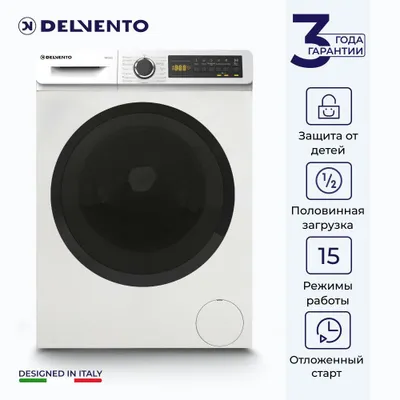 DELVENTO
3 ГОДА
ГАРАНТИИ
DELVENTO
Защита от
детей
1/2
Половинная
загрузка
15
Режимы
работы
Отложенный
старт
DESIGNED IN ITALY